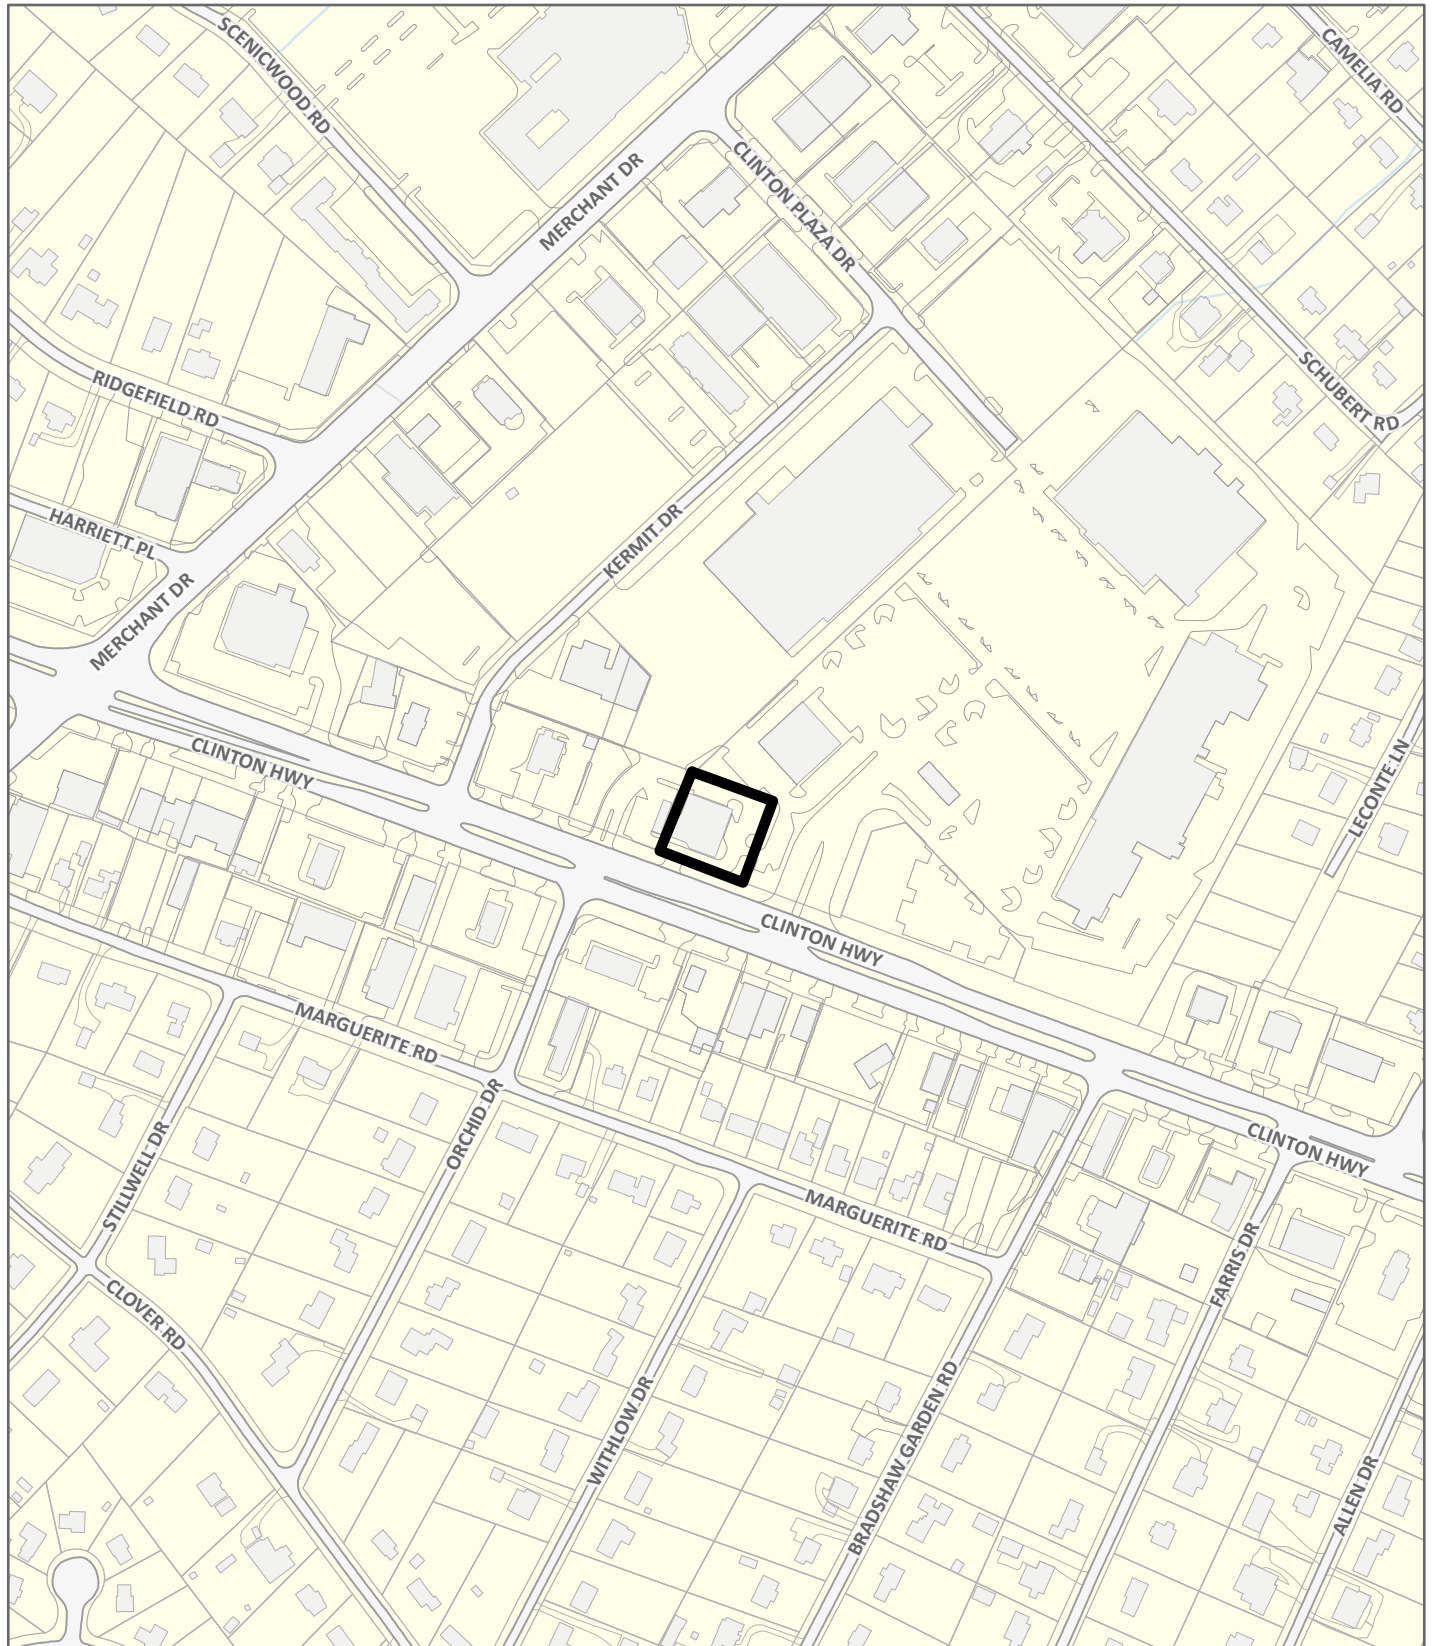 SCENICWOOD RD
CAMELIA RD
MERCHANT DR
CLINTON PLAZA DR
RIDGEFIELD RD
SCHUBERT RD
HARRIETT PL
KERMIT DR
MERCHANT DR
CLINTON HWY
LECONTE LN
CLINTON HWY
MARGUERITE RD
ORCHID DR
STILLWELL DR
CLINTON HWY
MARGUERITE RD
FARRIS DR
CLOVER RD
WITHLOW DR
BRADSHAW GARDEN RD
ALLEN DR